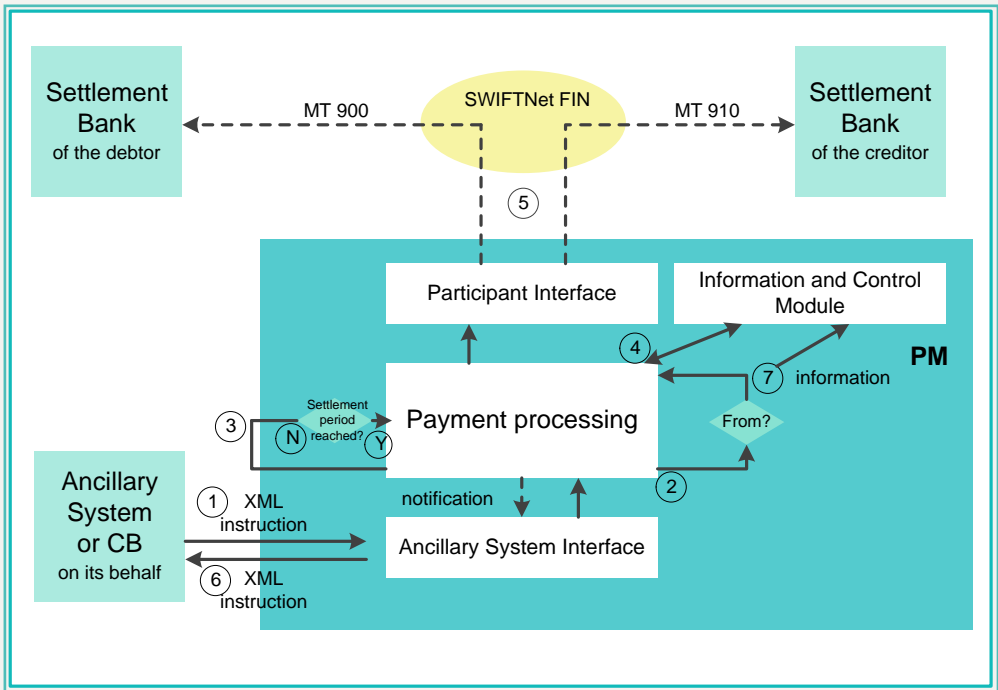 Settlement
Bank
of the debtor
MT 900
SWIFTNet FIN
MT 910
Settlement
Bank
of the creditor
5
Participant Interface
Information and Control
Module
4
PM
7
information
3
Settlement
period
reached?
N
Y
Payment processing
From?
2
Ancillary
System
or CB
on its behalf
1
XML
instruction
notification
Ancillary System Interface
6
XML
instruction